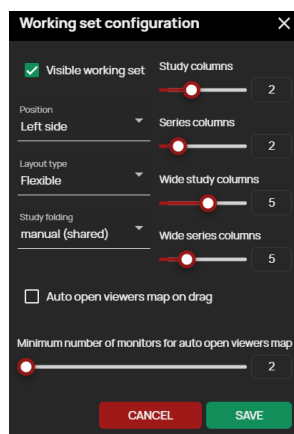 Working set configuration
Visible working set
Study columns
2
Position
Left side
Series columns
2
Layout type
Flexible
Wide study columns
5
Study folding
manual (shared)
Wide series columns
5
Auto open viewers map on drag
Minimum number of monitors for auto open viewers map
2
CANCEL
SAVE